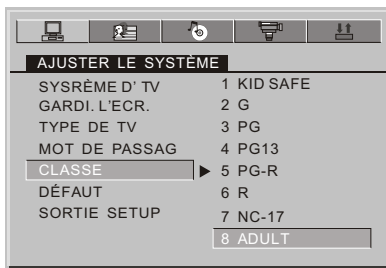 AJUSTER LE SYSTÈME
SYSRÈME D' TV
GARDI. L'ECR.
TYPE DE TV
MOT DE PASSAG
CLASSE
DÉFAUT
SORTIE SETUP
1 KID SAFE
2 G
3 PG
4 PG13
5 PG-R
6 R
7 NC-17
8 ADULT